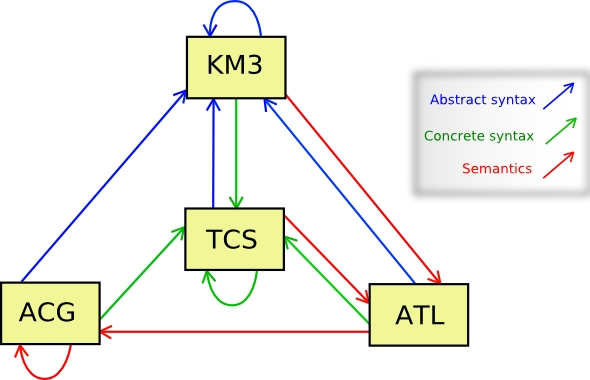 KM3
Abstract syntax
Concrete syntax
Semantics
TCS
ACG
ATL